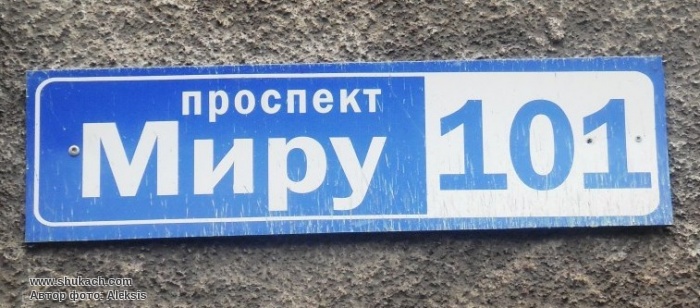 проспект
Миру 101
www.shukach.com
Автор фото: Aleksis